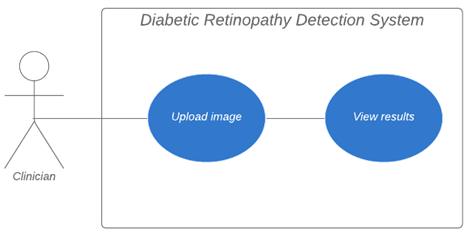 Diabetic Retinopathy Detection System
Upload image
View results
Clinician